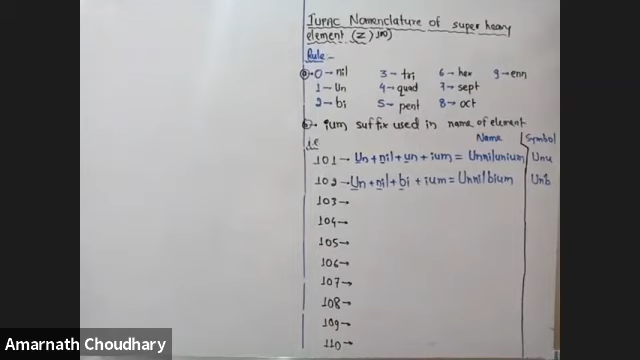 IUPAC Nomenclature of super heavy
element (Z>100)
Rule:-
(a) 0→nil 3→tri 6→hex 9→enn
1→Un 4→quad 7→sept
2→bi 5→pent 8→oct
(b)→ ium suffix used in name of element
i.e Name Symbol
101→ Un+nil+un+ium = Unnilunium Unu
102→Un+nil+bi+ium = Unnilbium Unb
103→
104→
105→
106→
107→
108→
109→
110→
Amarnath Choudhary